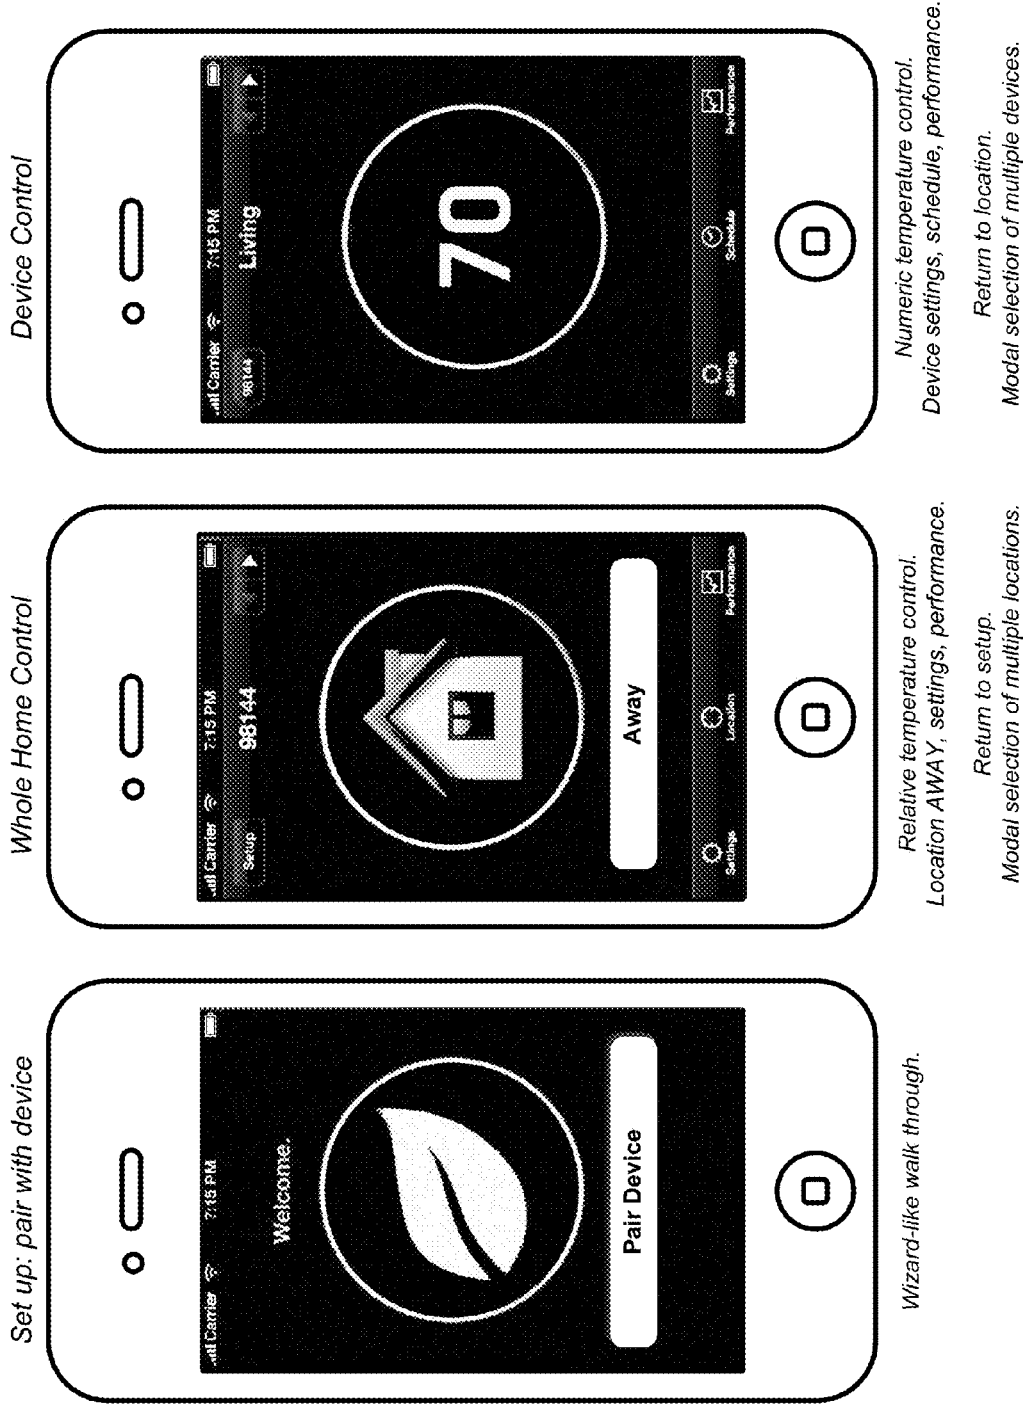 Set up: pair with device
Carrier 7:15 PM
Welcome.
Pair Device
Wizard-like walk through.
Whole Home Control
Carrier 7:15 PM
Setup 98144
Away
Settings Location Performance
Relative temperature control.
Location AWAY, settings, performance.
Return to setup.
Modal selection of multiple locations.
Device Control
Carrier 7:15 PM
98144 Living
70
Settings Schedule Performance
Numeric temperature control.
Device settings, schedule, performance.
Return to location.
Modal selection of multiple devices.